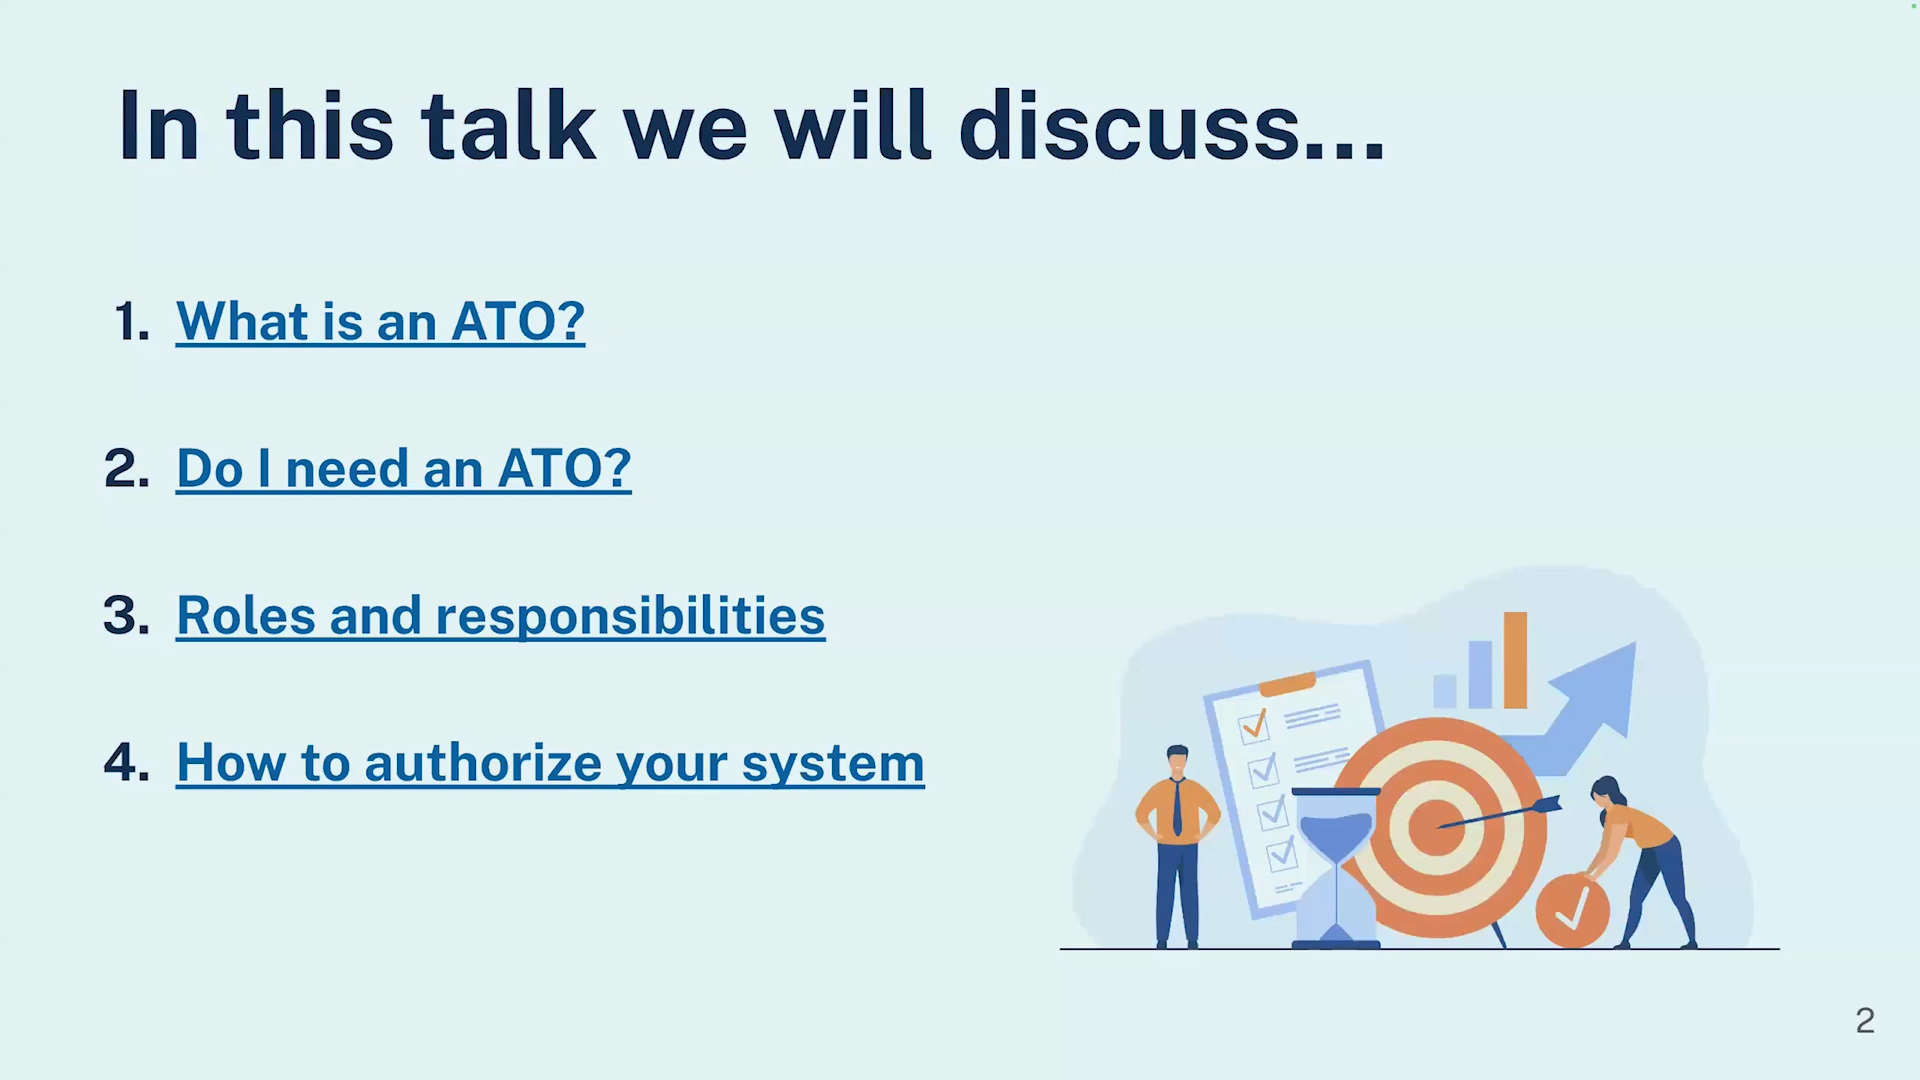 In this talk we will discuss...
1. What is an ATO?
2. Do I need an ATO?
3. Roles and responsibilities
4. How to authorize your system
2